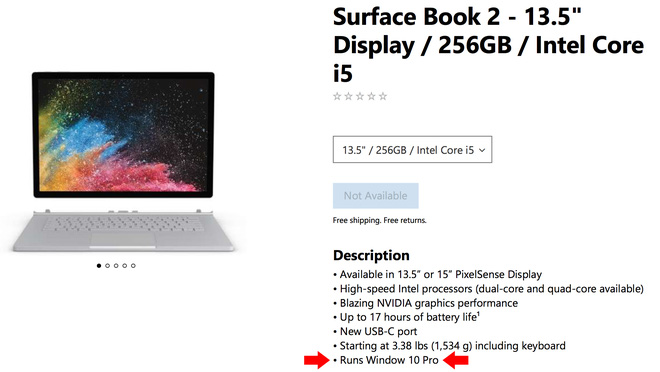 Surface Book 2 - 13.5"
Display / 256GB / Intel Core
i5
13.5" / 256GB / Intel Core i5
Not Available
Free shipping. Free returns.
Description
• Available in 13.5” or 15” PixelSense Display
• High-speed Intel processors (dual-core and quad-core available)
• Blazing NVIDIA graphics performance
• Up to 17 hours of battery life¹
• New USB-C port
• Starting at 3.38 lbs (1,534 g) including keyboard
• Runs Window 10 Pro